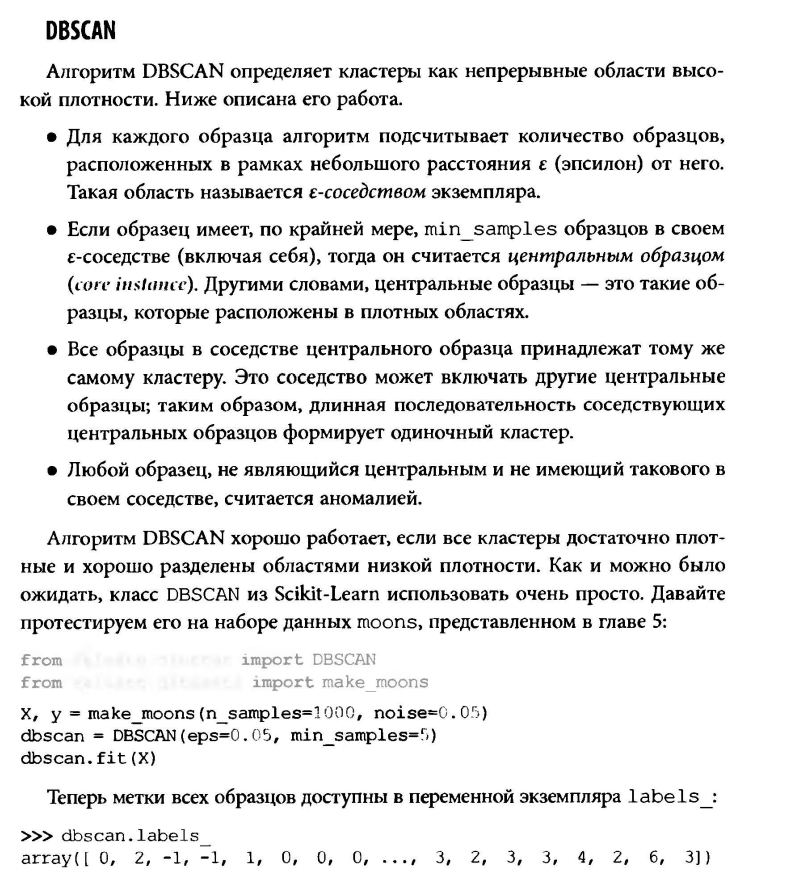 DBSCAN
Алгоритм DBSCAN определяет кластеры как непрерывные области высо-
кой плотности. Ниже описана его работа.
• Для каждого образца алгоритм подсчитывает количество образцов,
расположенных в рамках небольшого расстояния ε (эпсилон) от него.
Такая область называется ε-соседством экземпляра.
• Если образец имеет, по крайней мере, min_samples образцов в своем
ε-соседстве (включая себя), тогда он считается центральным образцом
(core instance). Другими словами, центральные образцы — это такие об-
разцы, которые расположены в плотных областях.
• Все образцы в соседстве центрального образца принадлежат тому же
самому кластеру. Это соседство может включать другие центральные
образцы; таким образом, длинная последовательность соседствующих
центральных образцов формирует одиночный кластер.
• Любой образец, не являющийся центральным и не имеющий такового в
своем соседстве, считается аномалией.
Алгоритм DBSCAN хорошо работает, если все кластеры достаточно плот-
ные и хорошо разделены областями низкой плотности. Как и можно было
ожидать, класс DBSCAN из Scikit-Learn использовать очень просто. Давайте
протестируем его на наборе данных moons, представленном в главе 5:
from import DBSCAN
from import make_moons
X, y = make_moons(n_samples=1000, noise=0.05)
dbscan = DBSCAN(eps=0.05, min_samples=5)
dbscan.fit(X)
Теперь метки всех образцов доступны в переменной экземпляра labels_:
>>> dbscan.labels_
array([ 0, 2, -1, -1, 1, 0, 0, 0, ..., 3, 2, 3, 3, 4, 2, 6, 3])